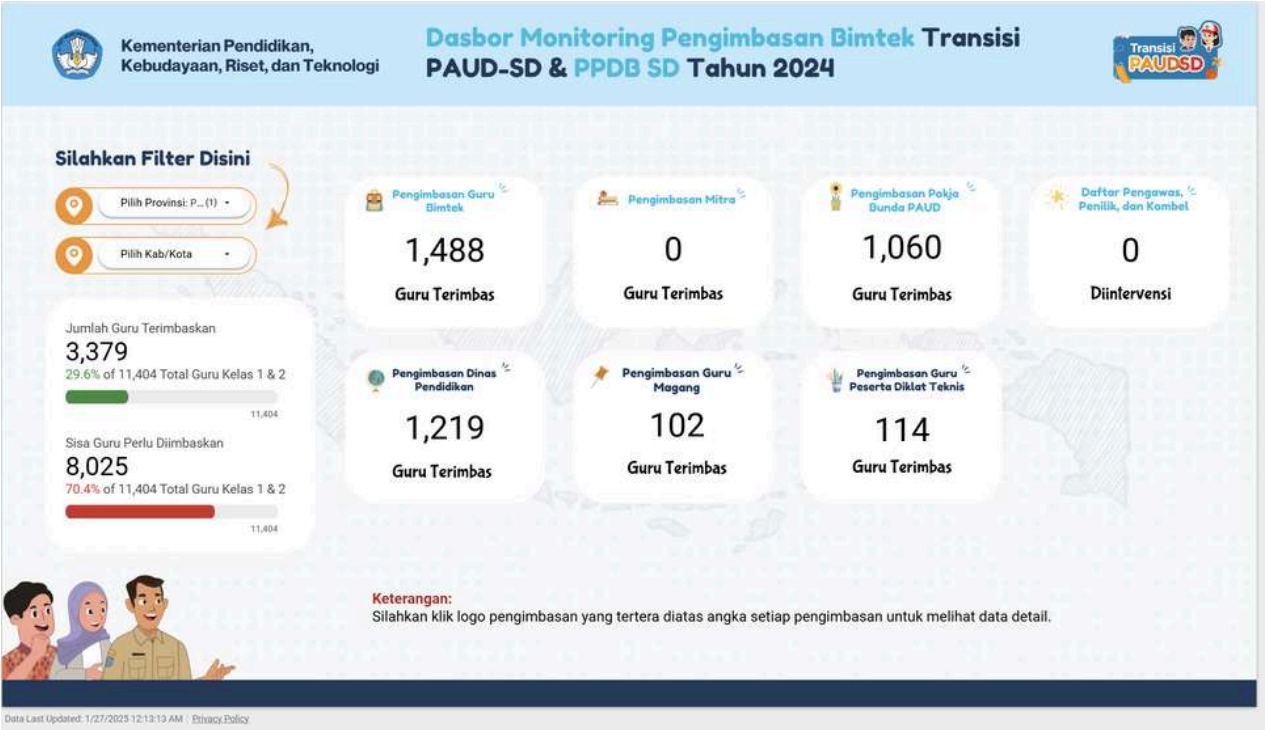 Kementerian Pendidikan,
Kebudayaan, Riset, dan Teknologi
Dasbor Monitoring Pengimbasan Bimtek Transisi
PAUD-SD & PPDB SD Tahun 2024
Transisi
PAUDSD
Silahkan Filter Disini
Pilih Provinsi: P... (1)
Pilih Kab/Kota
Jumlah Guru Terimbaskan
3,379
29.6% of 11,404 Total Guru Kelas 1 & 2
11,404
Sisa Guru Perlu Diimbaskan
8,025
70.4% of 11,404 Total Guru Kelas 1 & 2
11,404
Pengimbasan Guru
Bimtek
1,488
Guru Terimbas
Pengimbasan Mitra
0
Guru Terimbas
Pengimbasan Pokja
Bunda PAUD
1,060
Guru Terimbas
Daftar Pengawas,
Penilik, dan Kombel
0
Diintervensi
Pengimbasan Dinas
Pendidikan
1,219
Guru Terimbas
Pengimbasan Guru
Magang
102
Guru Terimbas
Pengimbasan Guru
Peserta Diklat Teknis
114
Guru Terimbas
Keterangan:
Silahkan klik logo pengimbasan yang tertera diatas angka setiap pengimbasan untuk melihat data detail.
Data Last Updated: 1/27/2025 12:13:13 AM | Privacy Policy